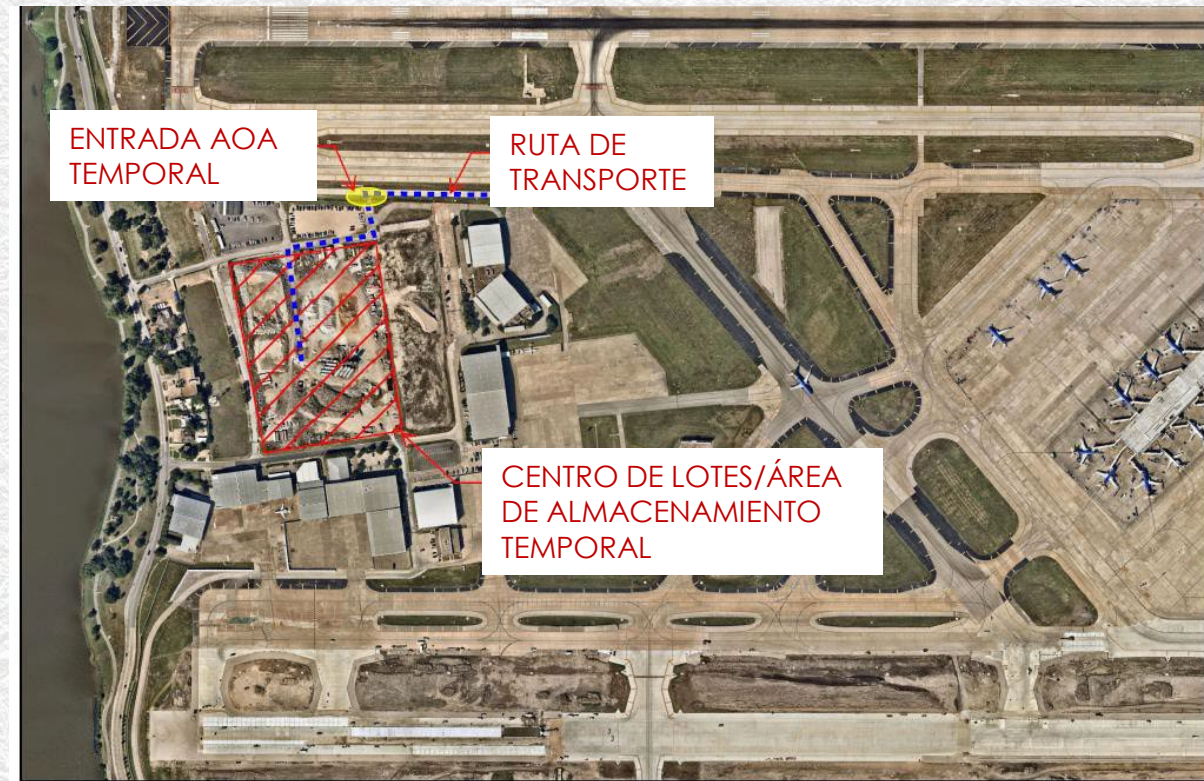 ENTRADA AOA
TEMPORAL
RUTA DE
TRANSPORTE
CENTRO DE LOTES/ÁREA
DE ALMACENAMIENTO
TEMPORAL